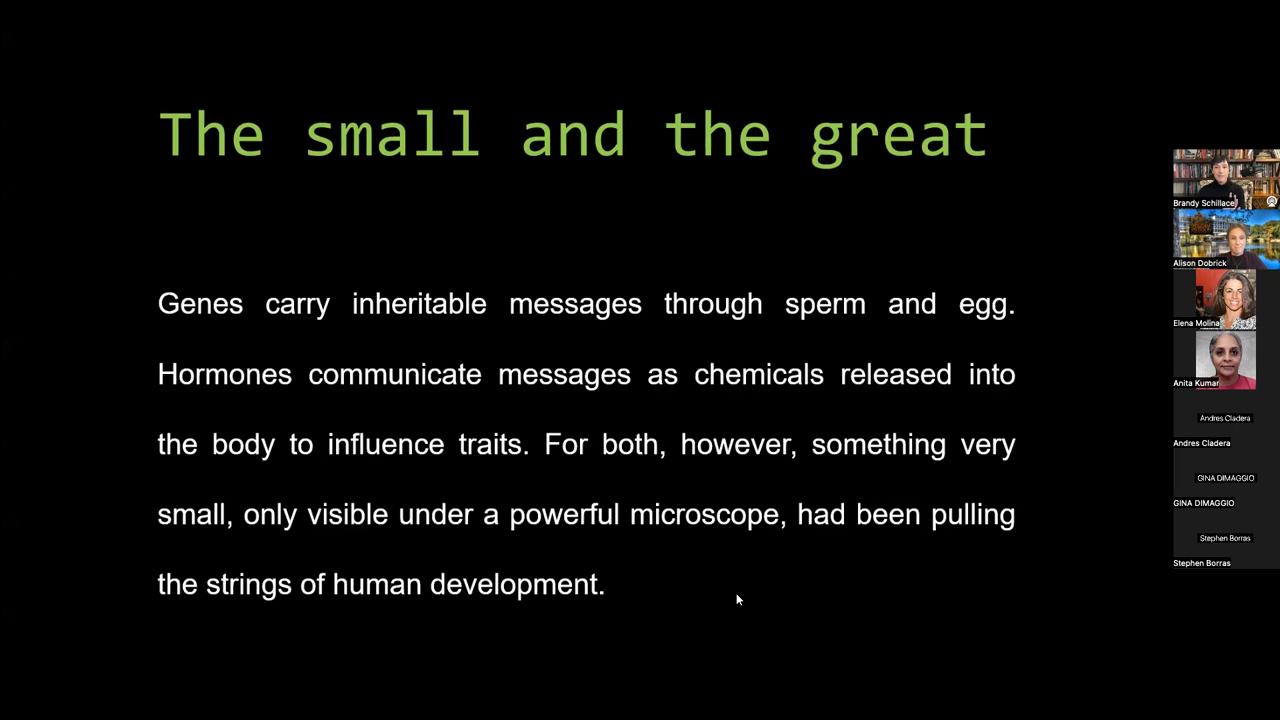 The small and the great
Genes carry inheritable messages through sperm and egg.
Hormones communicate messages as chemicals released into
the body to influence traits. For both, however, something very
small, only visible under a powerful microscope, had been pulling
the strings of human development.
Brandy Schillace
Alison Dobrick
Elena Molina
Anita Kumar
Andres Cladera
Andres Cladera
GINA DIMAGGIO
GINA DIMAGGIO
Stephen Borras
Stephen Borras